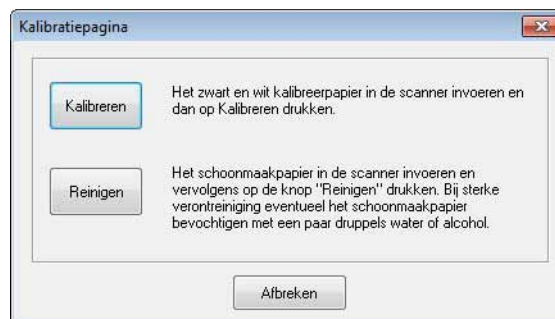 Kalibratiepagina
Kalibreren
Het zwart en wit kalibreerpapier in de scanner invoeren en
dan op Kalibreren drukken.
Reinigen
Het schoonmaakpapier in de scanner invoeren en
vervolgens op de knop "Reinigen" drukken. Bij sterke
verontreiniging eventueel het schoonmaakpapier
bevochtigen met een paar druppels water of alcohol.
Afbreken